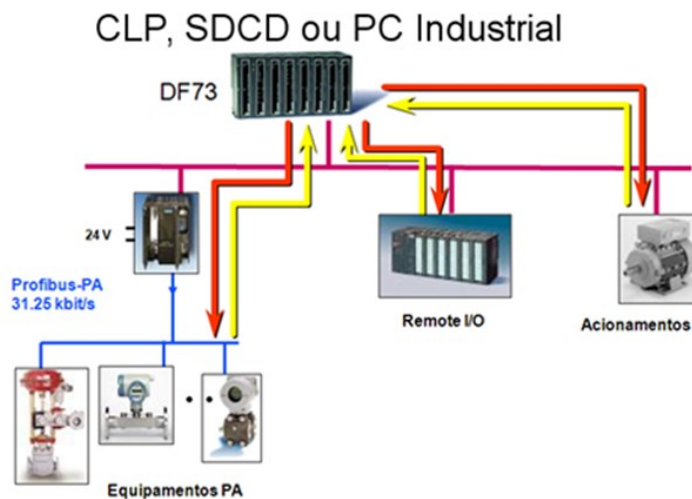 CLP, SDCD ou PC Industrial
DF73
24 V
Profibus-PA
31.25 kbit/s
Remote I/O
Acionamentos
Equipamentos PA